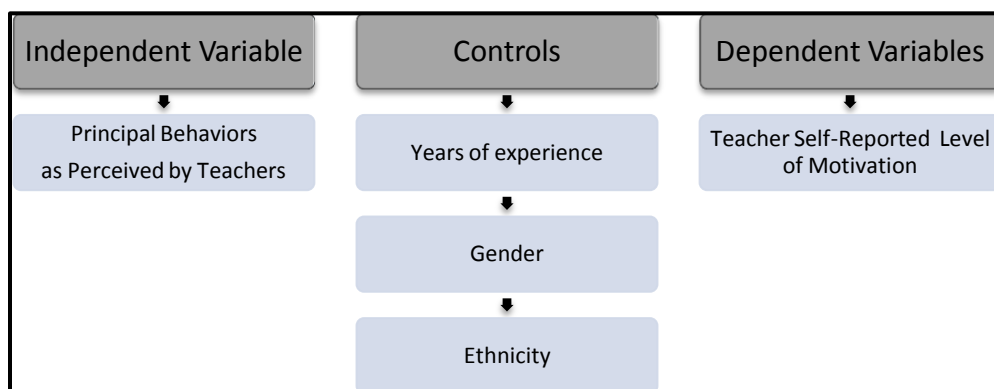 Independent Variable
Principal Behaviors
as Perceived by Teachers
Controls
Years of experience
Gender
Ethnicity
Dependent Variables
Teacher Self-Reported Level
of Motivation